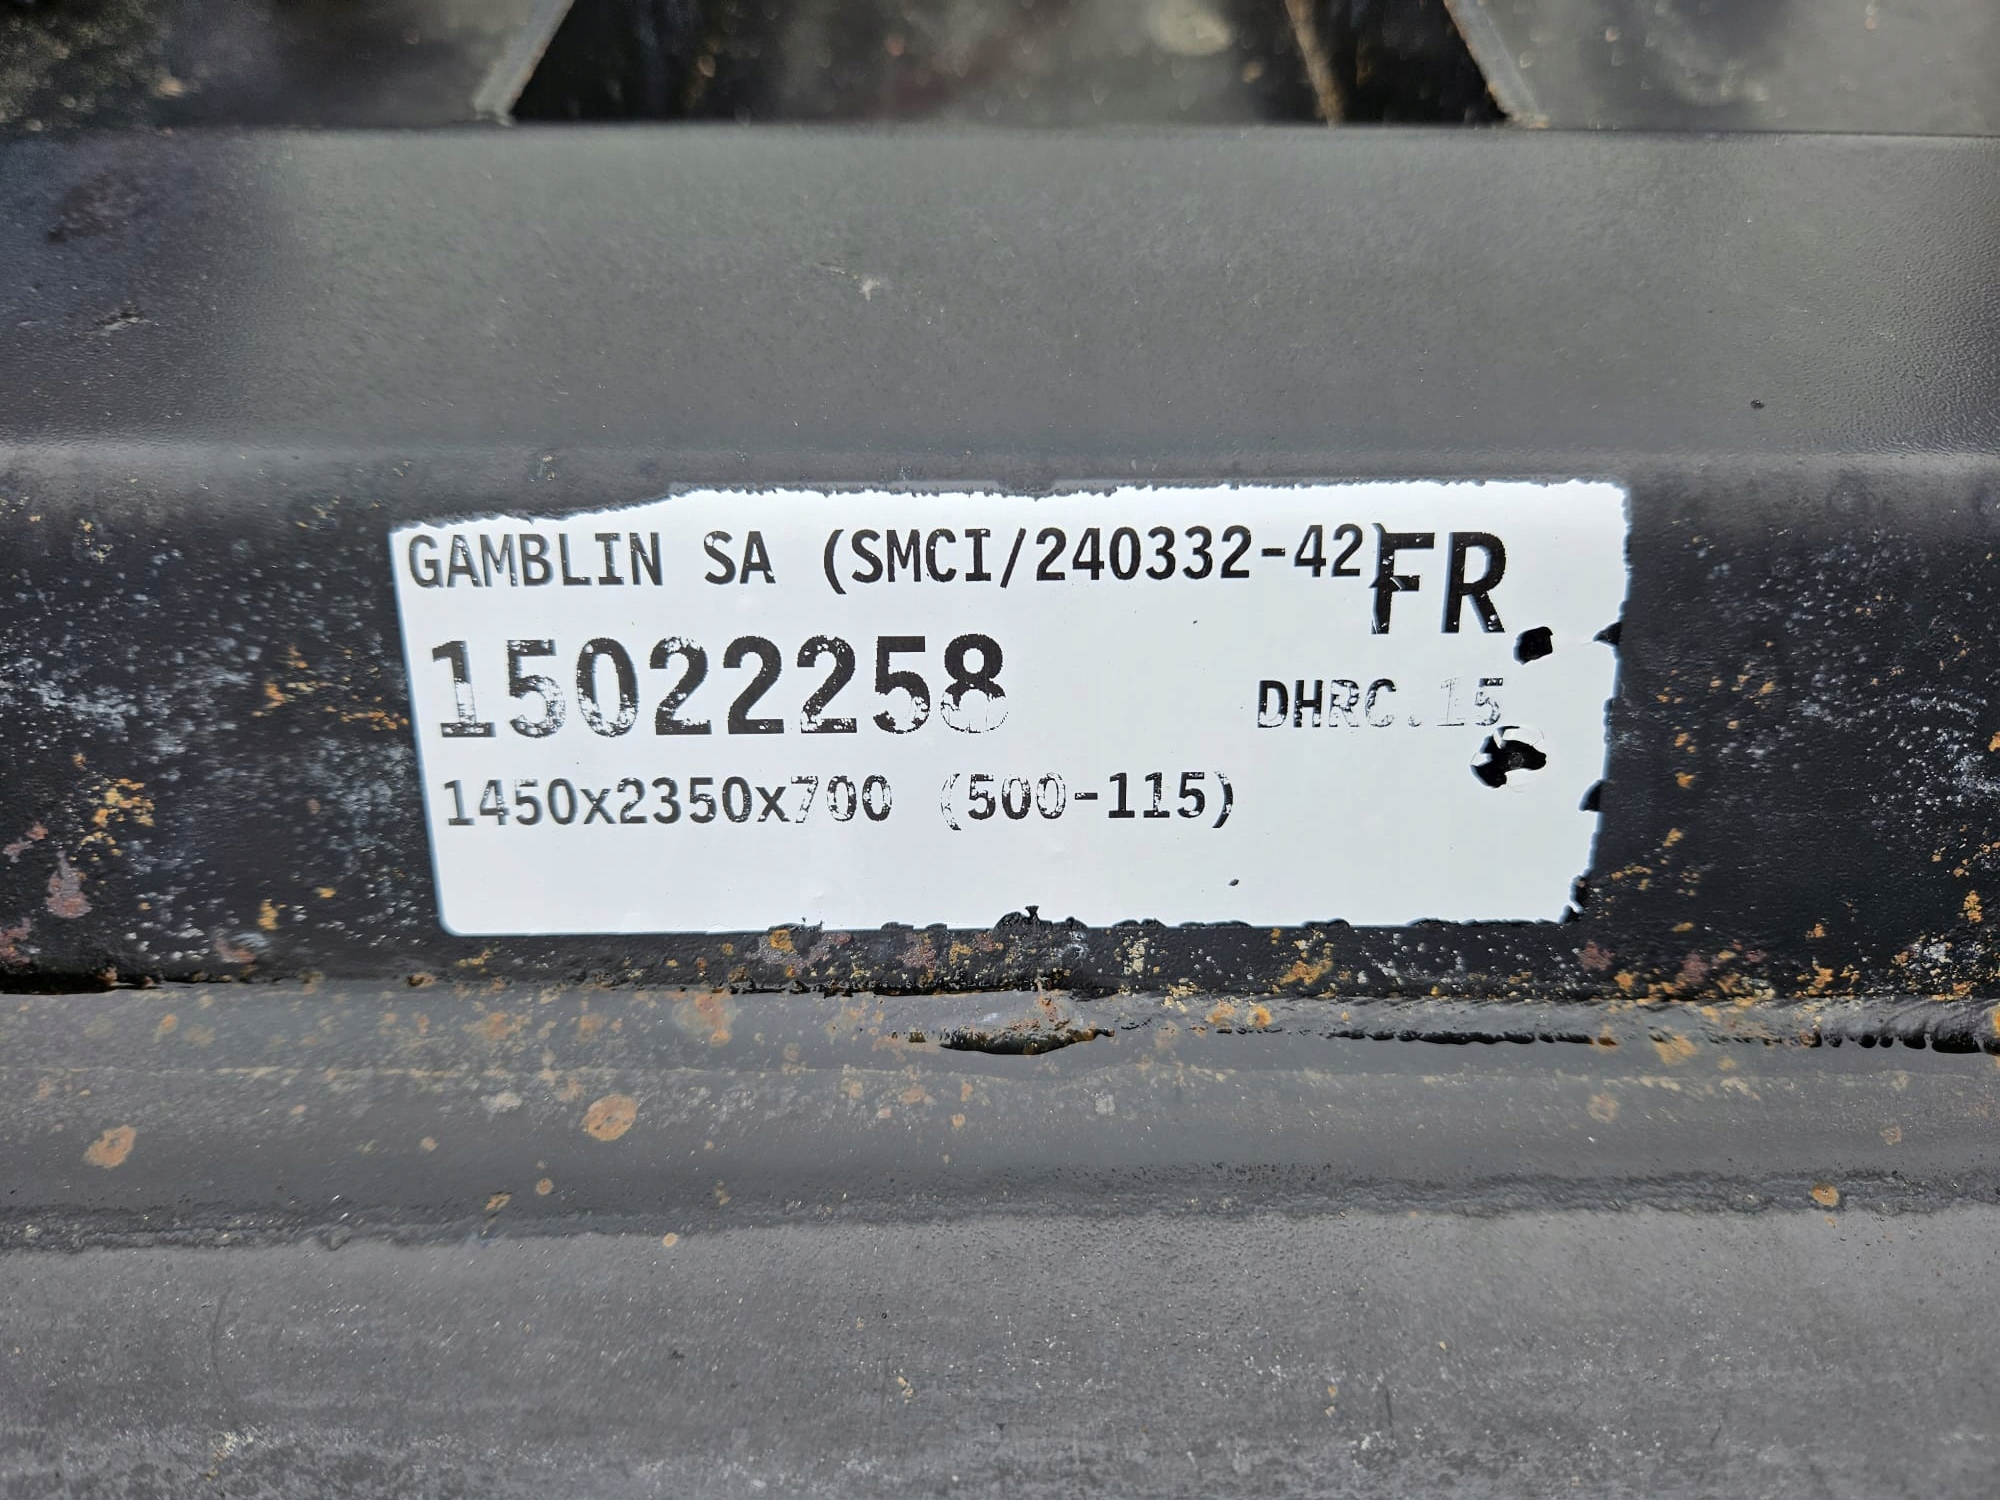 GAMBLIN SA (SMCI/240332-42) FR
15022258
DHRC.15
1450x2350x700 (500-115)